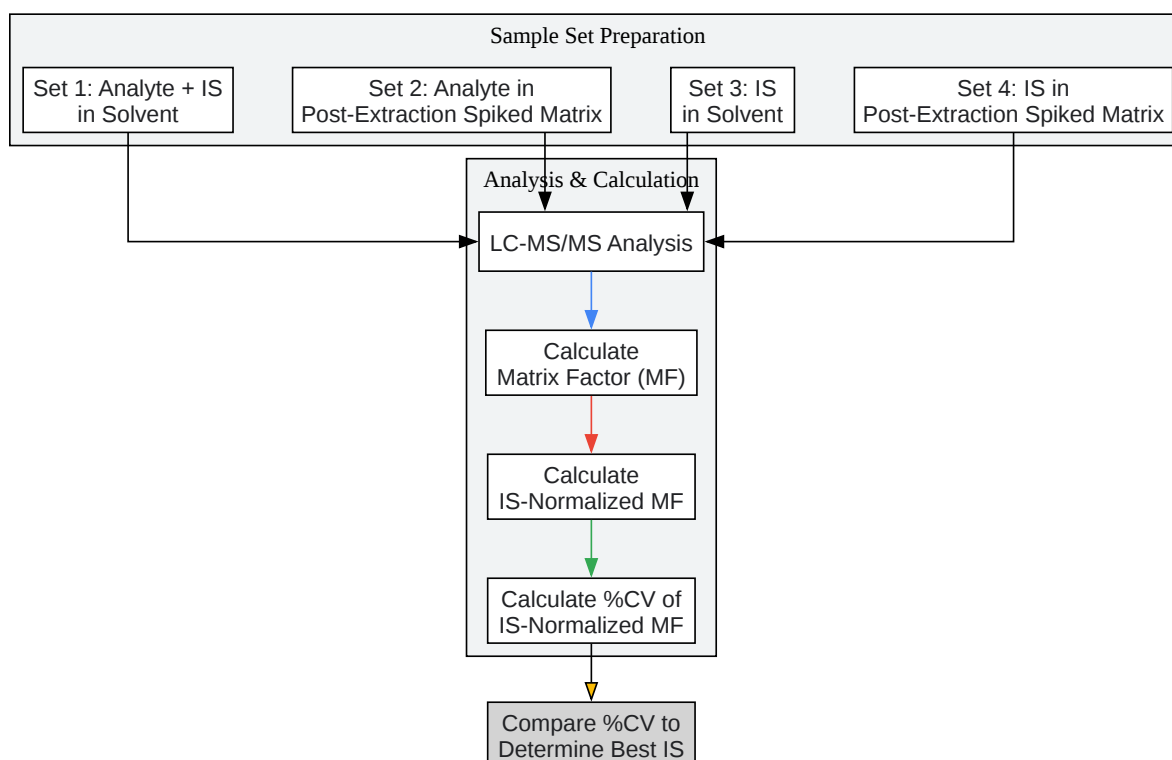 Sample Set Preparation
Set 1: Analyte + IS
in Solvent
Set 2: Analyte in
Post-Extraction Spiked Matrix
Set 3: IS
in Solvent
Set 4: IS in
Post-Extraction Spiked Matrix
Analysis & Calculation
LC-MS/MS Analysis
Calculate
Matrix Factor (MF)
Calculate
IS-Normalized MF
Calculate %CV of
IS-Normalized MF
Compare %CV to
Determine Best IS